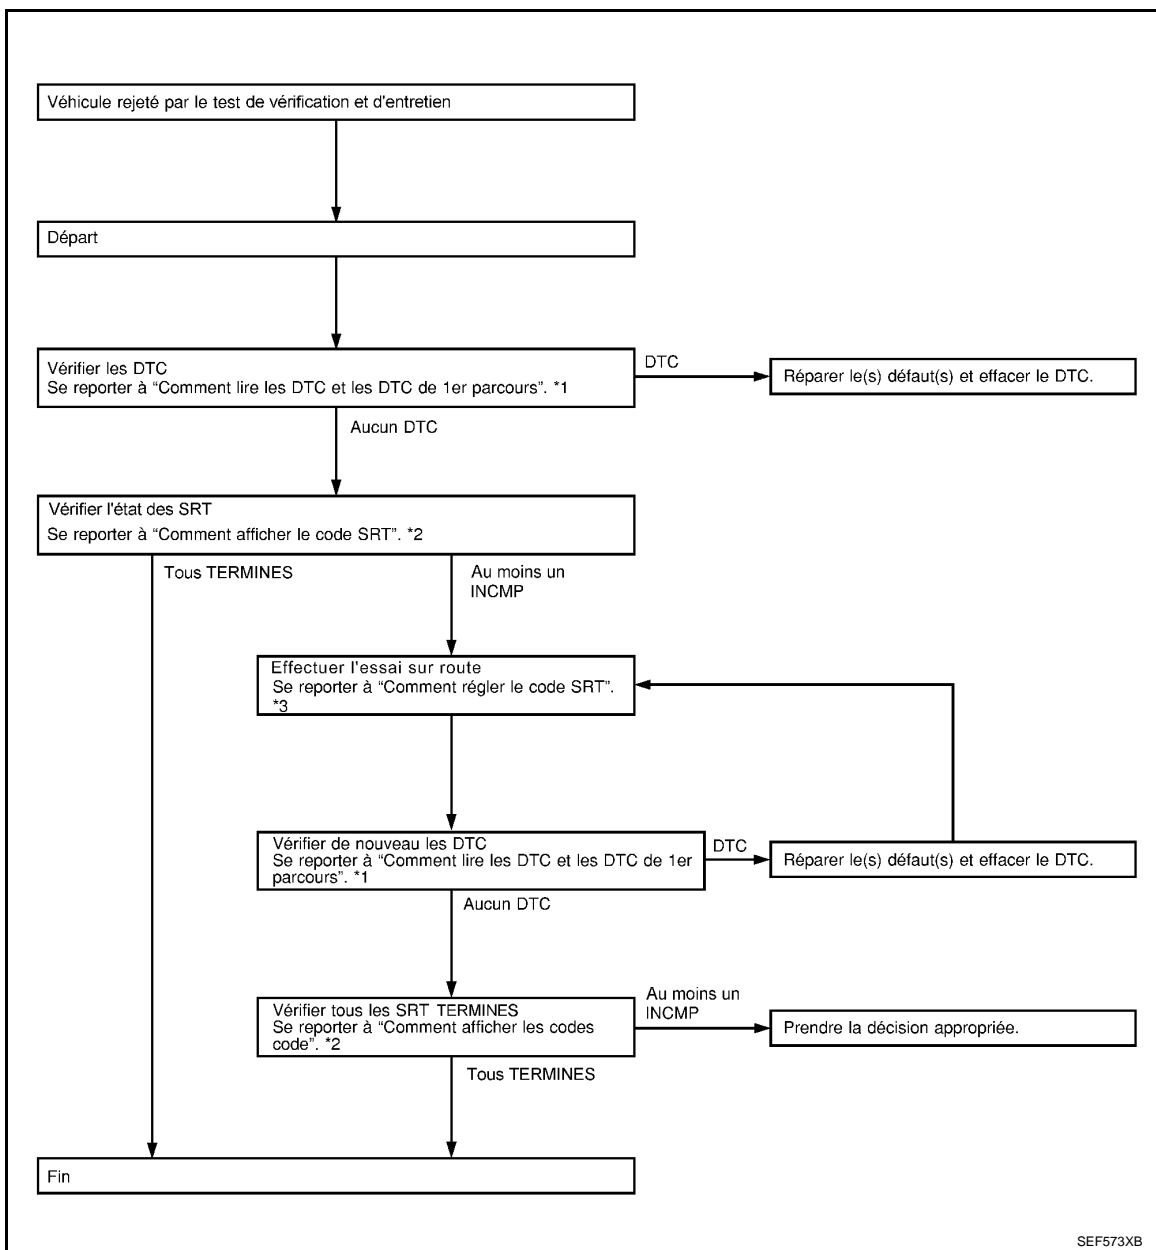 Véhicule rejeté par le test de vérification et d'entretien
Départ
Vérifier les DTC
Se reporter à “Comment lire les DTC et les DTC de 1er parcours”. *1
DTC
Réparer le(s) défaut(s) et effacer le DTC.
Aucun DTC
Vérifier l'état des SRT
Se reporter à “Comment afficher le code SRT”. *2
Tous TERMINES
Au moins un
INCMP
Effectuer l'essai sur route
Se reporter à “Comment régler le code SRT”.
*3
Vérifier de nouveau les DTC
Se reporter à “Comment lire les DTC et les DTC de 1er
parcours”. *1
DTC
Réparer le(s) défaut(s) et effacer le DTC.
Aucun DTC
Vérifier tous les SRT TERMINES
Se reporter à “Comment afficher les codes
code”. *2
Au moins un
INCMP
Prendre la décision appropriée.
Tous TERMINES
Fin
SEF573XB